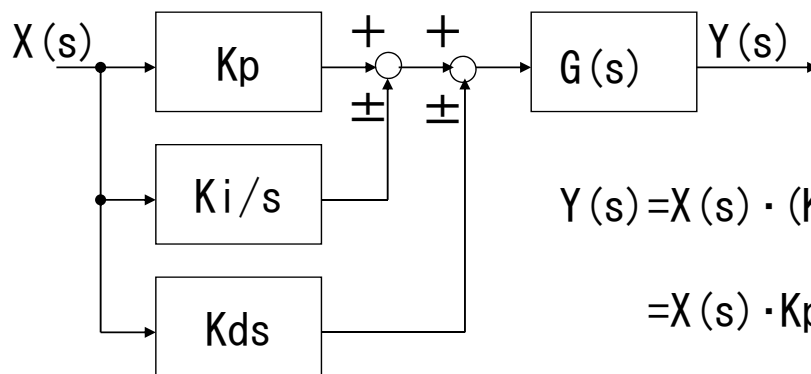 X(s)
+
+
Y(s)
Kp
G(s)
±
±
Ki/s
Y(s)=X(s)·(K
Kds
=X(s)·Kp